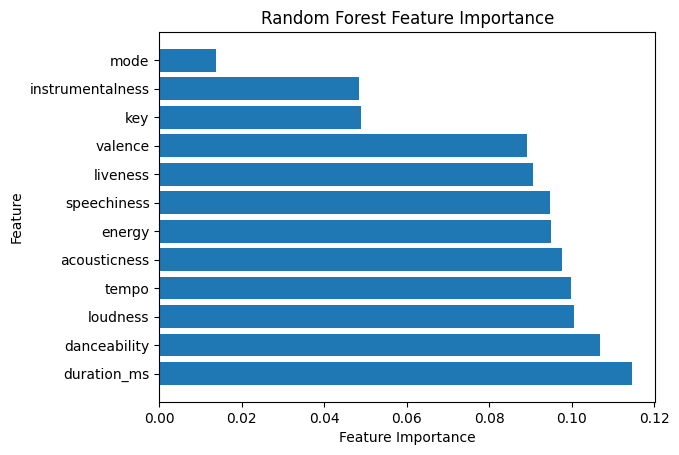 Random Forest Feature Importance
mode
instrumentalness
key
valence
liveness
speechiness
energy
acousticness
tempo
loudness
danceability
duration_ms
Feature
0.00 0.02 0.04 0.06 0.08 0.10 0.12
Feature Importance